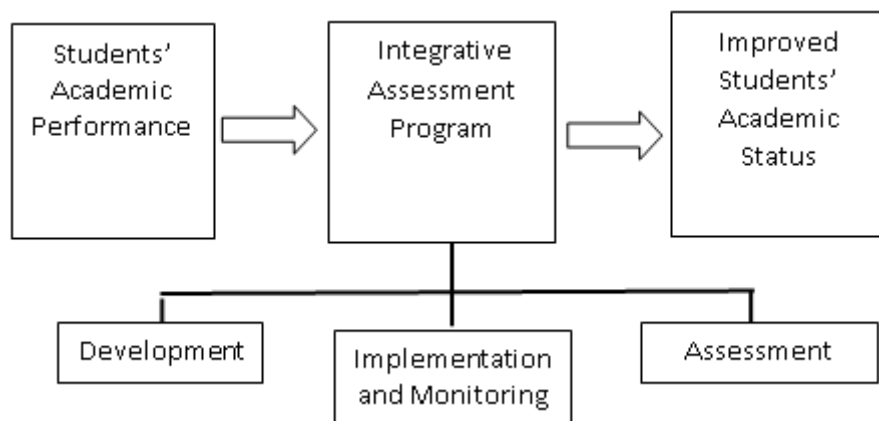 Students’
Academic
Performance
Integrative
Assessment
Program
Improved
Students’
Academic
Status
Development
Implementation
and Monitoring
Assessment